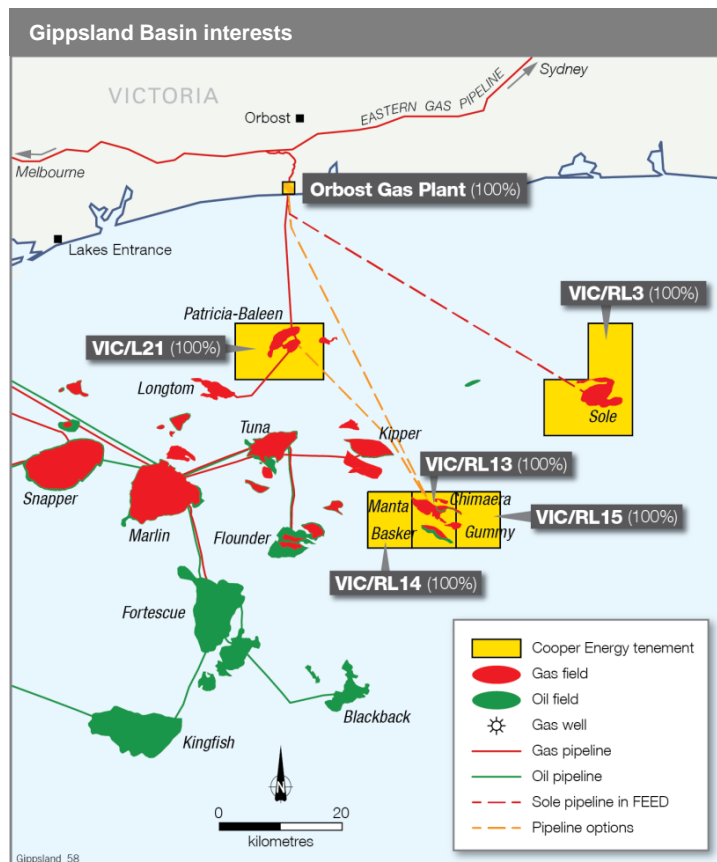 Gippsland Basin interests
Sydney
VICTORIA
EASTERN GAS PIPELINE
Orbost
Melbourne
Orbost Gas Plant (100%)
Lakes Entrance
VIC/RL3 (100%)
Patricia-Baleen
VIC/L21 (100%)
Longtom
Sole
Tuna
Kipper
VIC/RL13 (100%)
Snapper
Manta
Chimaera
VIC/RL15 (100%)
Marlin
Flounder
Basker
Gummy
VIC/RL14 (100%)
Fortescue
Cooper Energy tenement
Gas field
Oil field
Blackback
Gas well
Kingfish
Gas pipeline
N
Oil pipeline
0 20
Sole pipeline in FEED
kilometres
Pipeline options
Gippsland 58